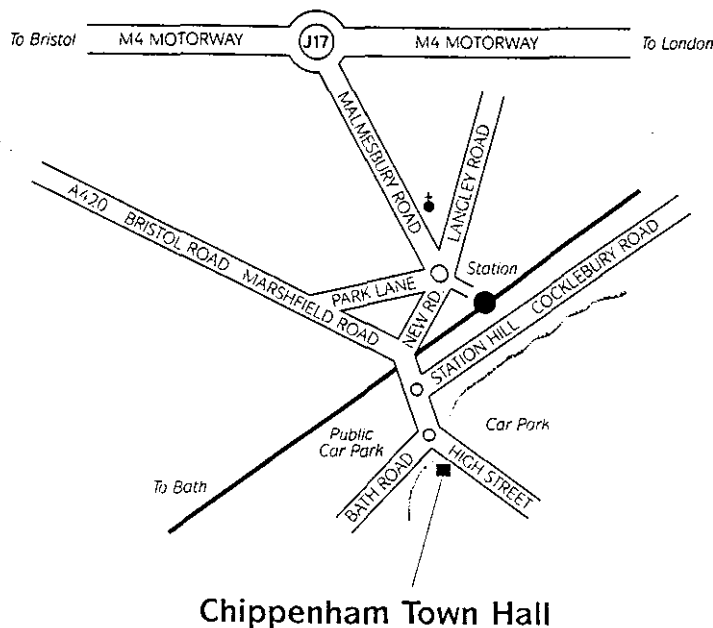 To Bristol
M4 MOTORWAY
J17
M4 MOTORWAY
To London
MALMESBURY ROAD
LANGLEY ROAD
A420 BRISTOL ROAD MARSHFIELD ROAD
PARK LANE
NEW RD
Station
STATION HILL COCKLEBURY ROAD
Public
Car Park
Car Park
To Bath
BATH ROAD
HIGH STREET
Chippenham Town Hall